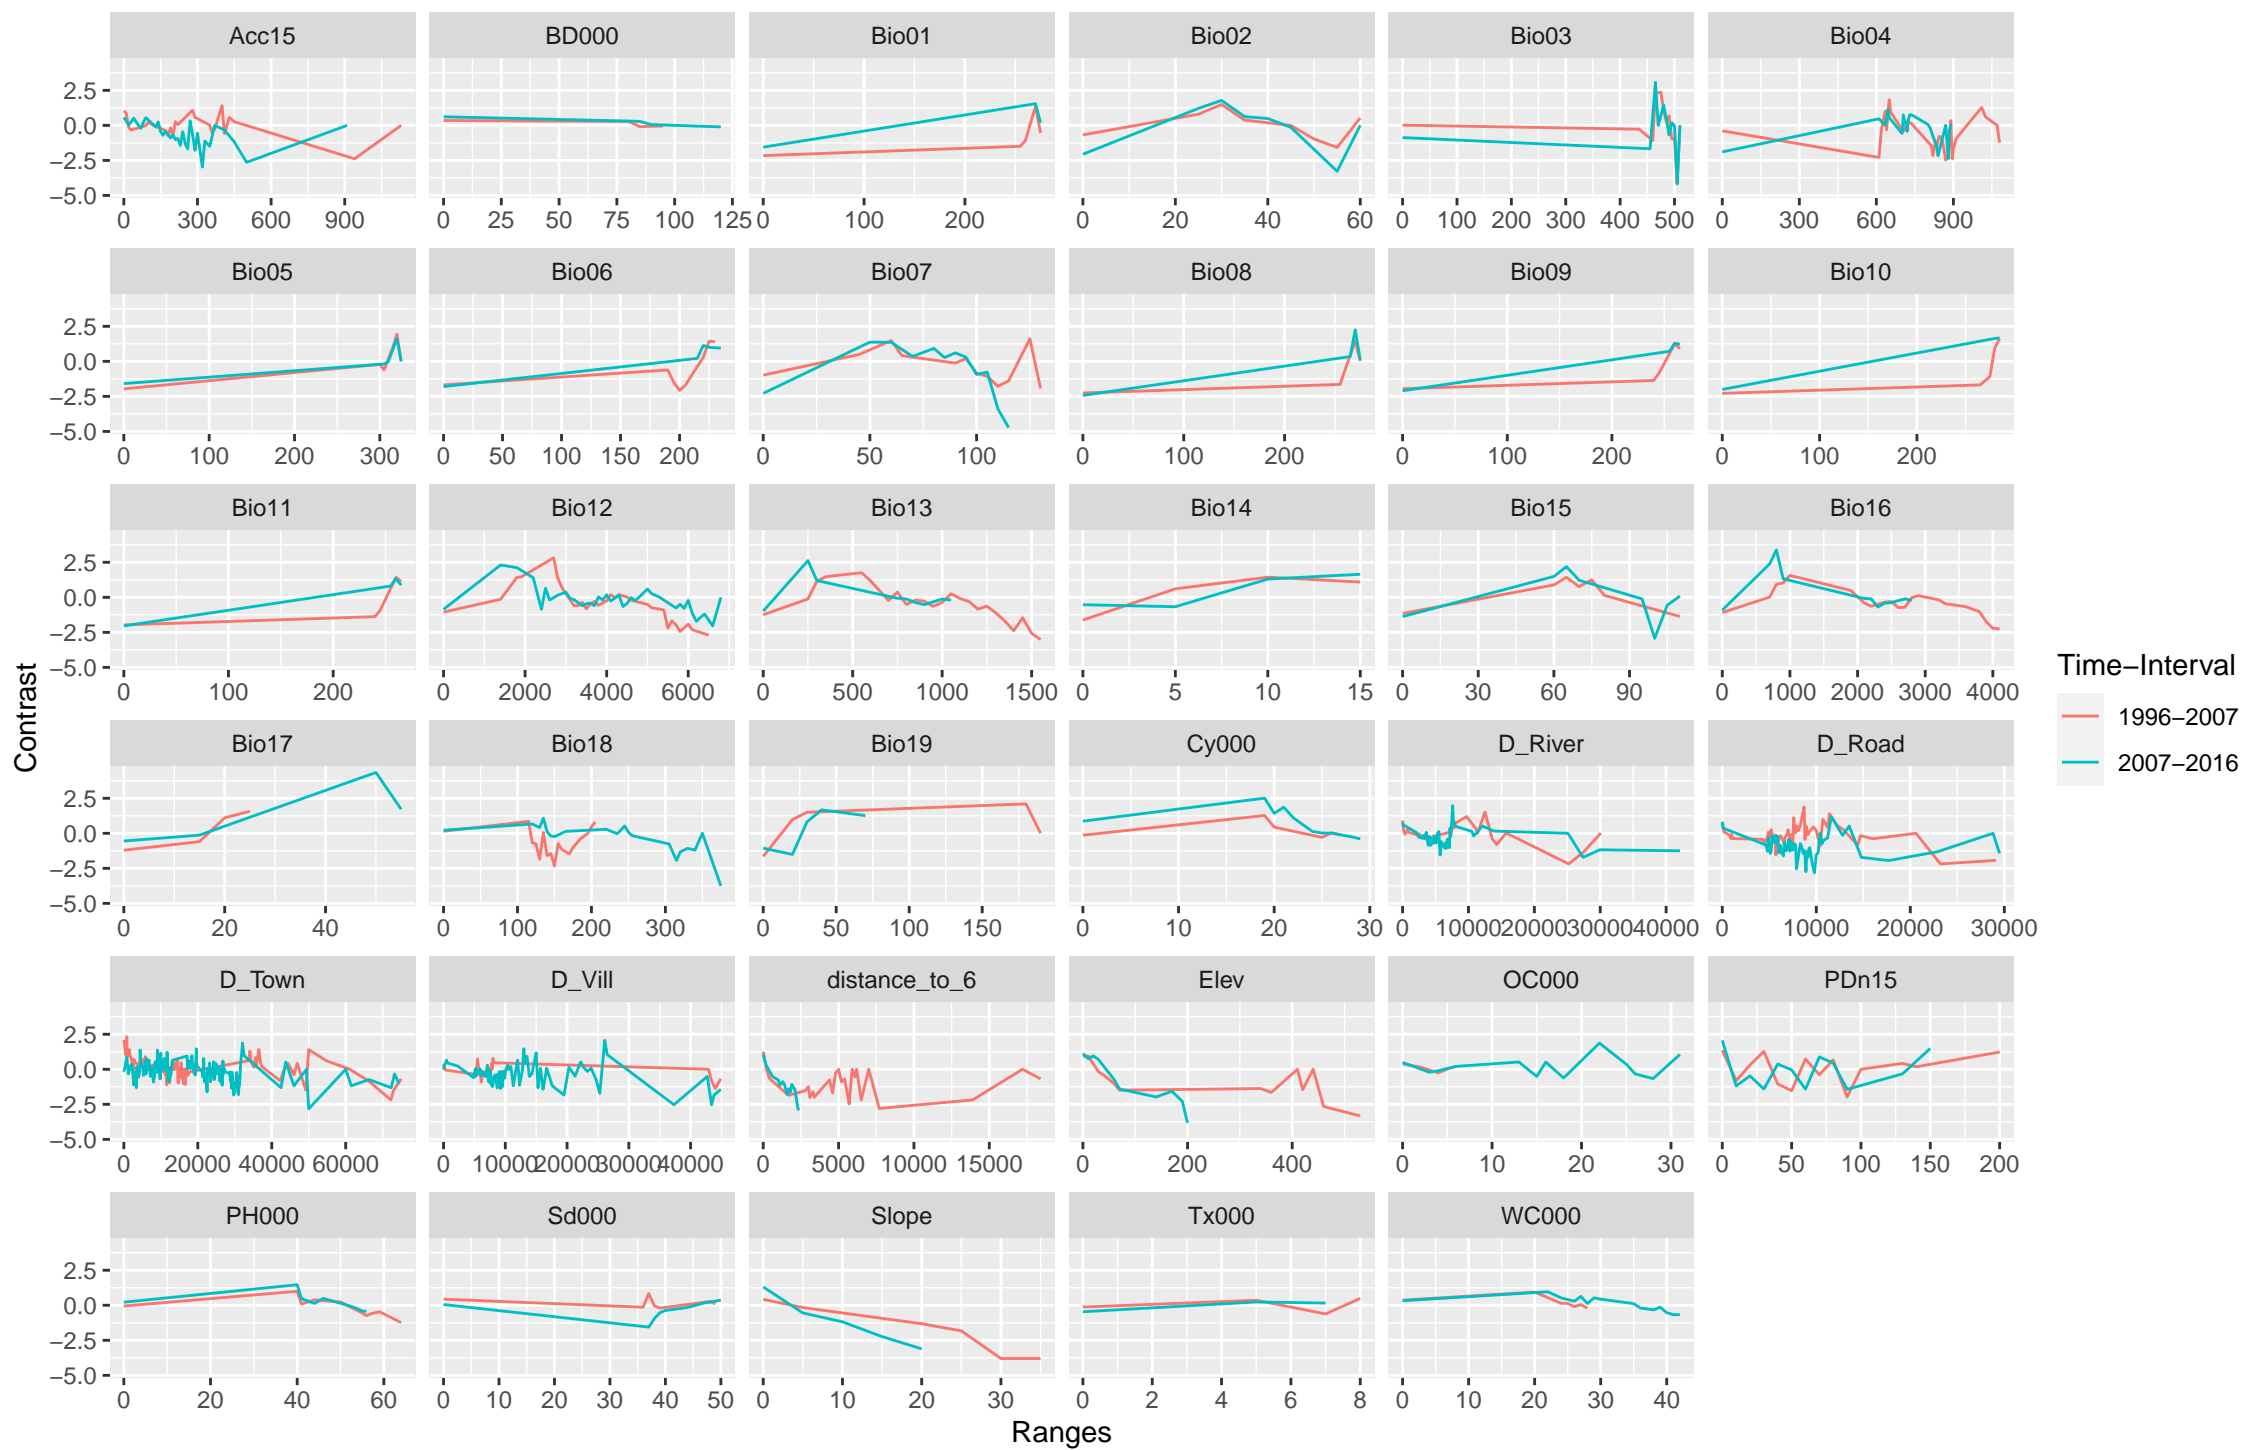 Acc15 BD000 Bio01 Bio02 Bio03 Bio04
2.5
0.0
−2.5
−5.0
0 300 600 900 0 25 50 75 100 125 0 100 200 0 20 40 60 0 100 200 300 400 500 0 300 600 900
Bio05 Bio06 Bio07 Bio08 Bio09 Bio10
2.5
0.0
−2.5
−5.0
0 100 200 300 0 50 100 150 200 0 50 100 0 100 200 0 100 200 0 100 200
Bio11 Bio12 Bio13 Bio14 Bio15 Bio16
2.5
0.0
−2.5
−5.0
0 100 200 0 2000 4000 6000 0 500 1000 1500 0 5 10 15 0 30 60 90 0 1000 2000 3000 4000
Contrast
Time−Interval
1996−2007
2007−2016
Bio17 Bio18 Bio19 Cy000 D_River D_Road
2.5
0.0
−2.5
−5.0
0 20 40 0 100 200 300 0 50 100 150 0 10 20 30 0 10000 20000 30000 40000 0 10000 20000 30000
D_Town D_Vill distance_to_6 Elev OC000 PDn15
2.5
0.0
−2.5
−5.0
0 20000 40000 60000 0 10000 20000 30000 40000 0 5000 10000 15000 0 200 400 0 10 20 30 0 50 100 150 200
PH000 Sd000 Slope Tx000 WC000
2.5
0.0
−2.5
−5.0
0 20 40 60 0 10 20 30 40 50 0 10 20 30 0 2 4 6 8 0 10 20 30 40
Ranges